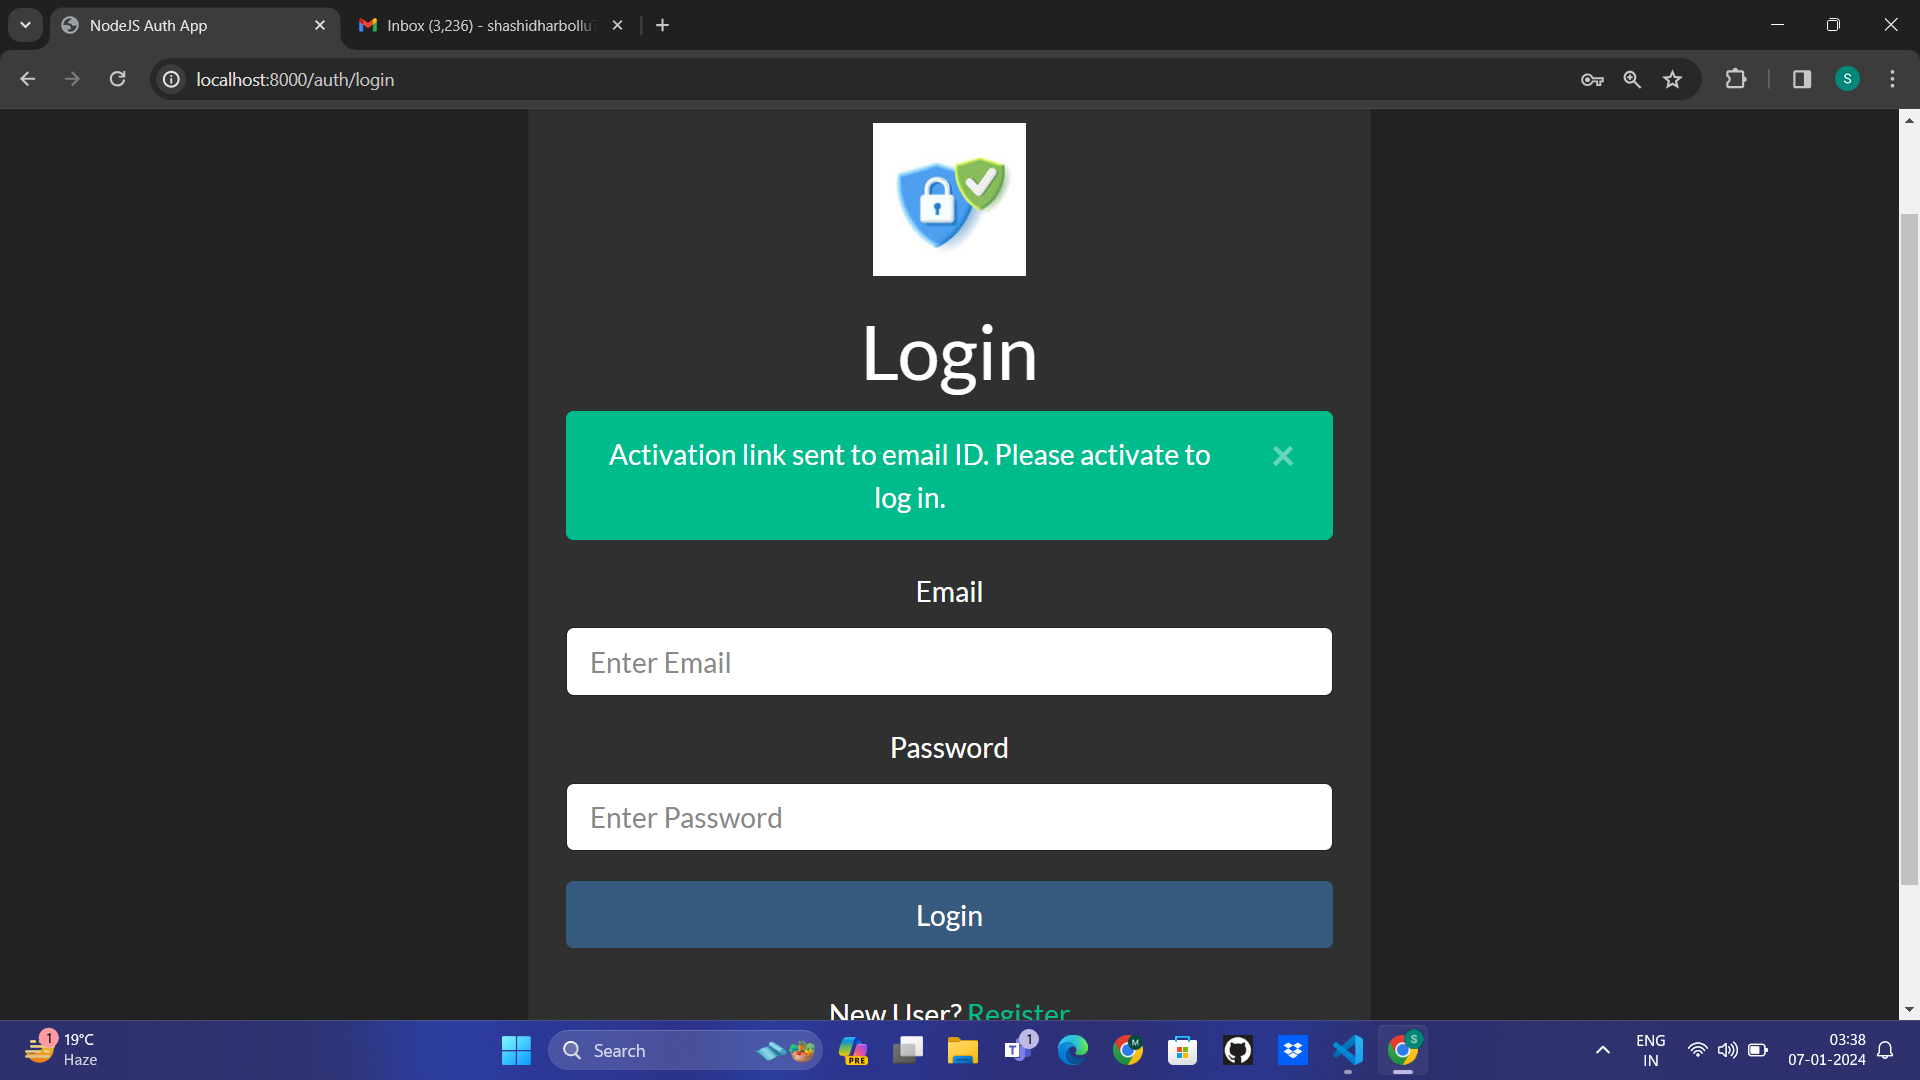 NodeJS Auth App
Inbox (3,236) - shashidharbollu
localhost:8000/auth/login
S
Login
Activation link sent to email ID. Please activate to
log in.
Email
Enter Email
Password
Enter Password
Login
New User? Register
1
19°C
Haze
Search
PRE
T
1
M
S
ENG
IN
03:38
07-01-2024